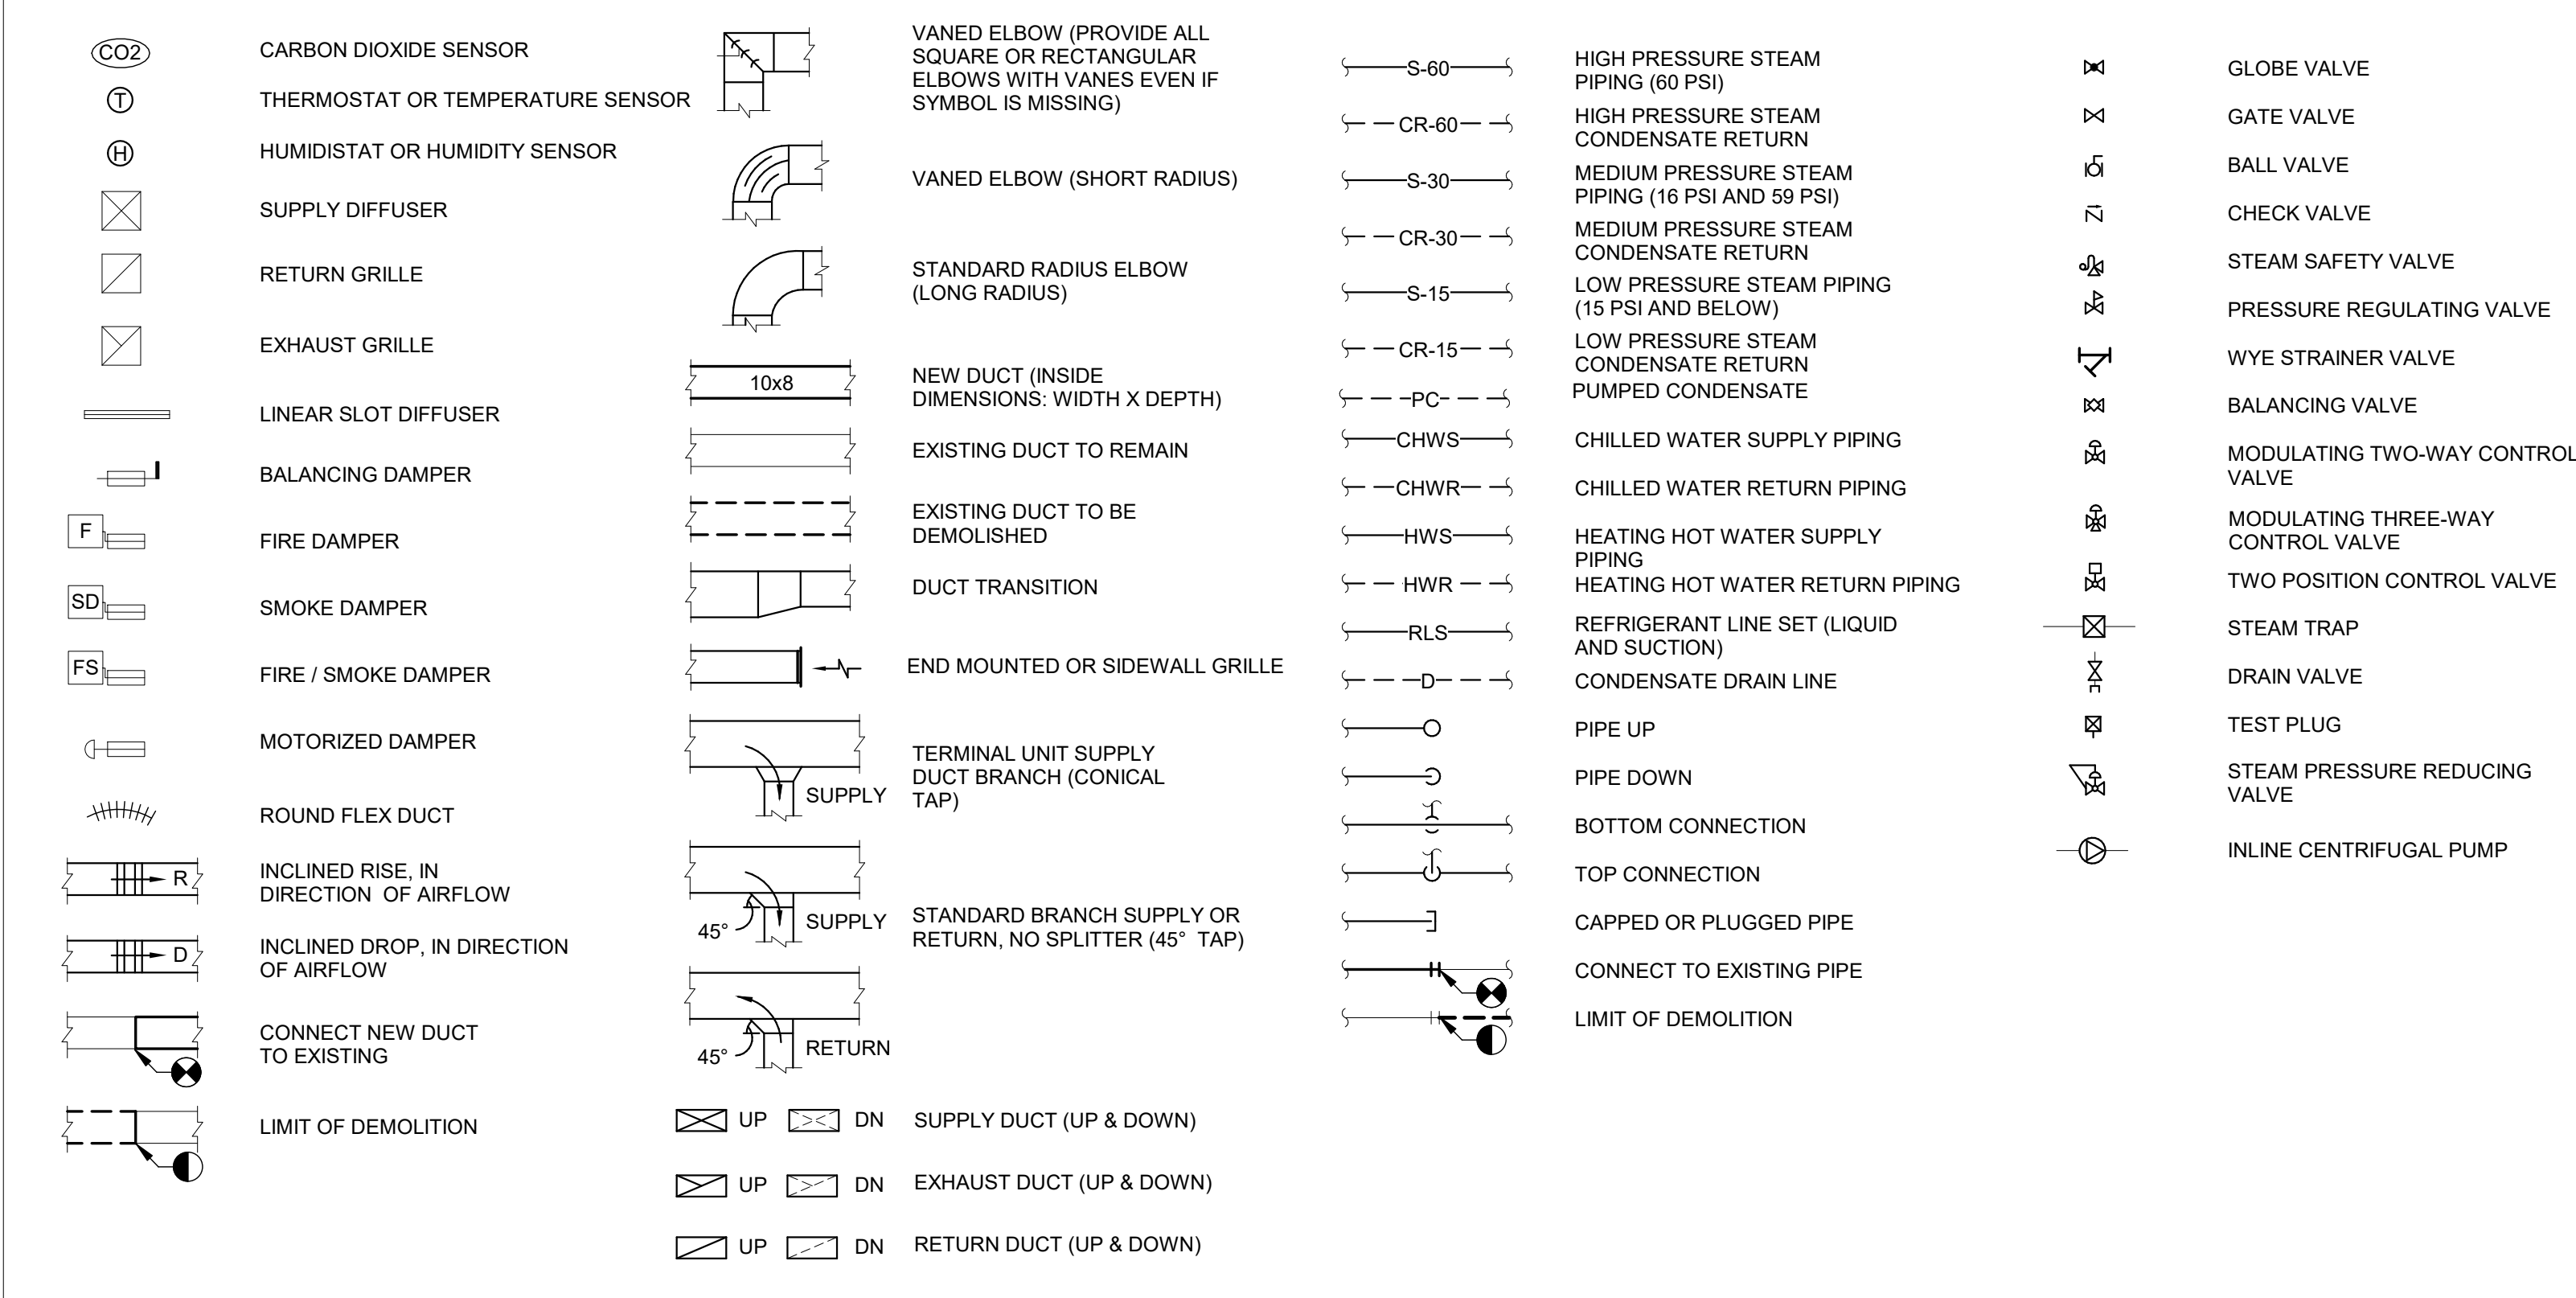 CO2
CARBON DIOXIDE SENSOR
T
THERMOSTAT OR TEMPERATURE SENSOR
H
HUMIDISTAT OR HUMIDITY SENSOR
SUPPLY DIFFUSER
RETURN GRILLE
EXHAUST GRILLE
LINEAR SLOT DIFFUSER
BALANCING DAMPER
F
FIRE DAMPER
SD
SMOKE DAMPER
FS
FIRE / SMOKE DAMPER
MOTORIZED DAMPER
ROUND FLEX DUCT
R
INCLINED RISE, IN
DIRECTION OF AIRFLOW
D
INCLINED DROP, IN DIRECTION
OF AIRFLOW
CONNECT NEW DUCT
TO EXISTING
LIMIT OF DEMOLITION
VANED ELBOW (PROVIDE ALL
SQUARE OR RECTANGULAR
ELBOWS WITH VANES EVEN IF
SYMBOL IS MISSING)
VANED ELBOW (SHORT RADIUS)
STANDARD RADIUS ELBOW
(LONG RADIUS)
10x8
NEW DUCT (INSIDE
DIMENSIONS: WIDTH X DEPTH)
EXISTING DUCT TO REMAIN
EXISTING DUCT TO BE
DEMOLISHED
DUCT TRANSITION
END MOUNTED OR SIDEWALL GRILLE
SUPPLY
TERMINAL UNIT SUPPLY
DUCT BRANCH (CONICAL
TAP)
45°
SUPPLY
STANDARD BRANCH SUPPLY OR
RETURN, NO SPLITTER (45° TAP)
45°
RETURN
UP DN SUPPLY DUCT (UP & DOWN)
UP DN EXHAUST DUCT (UP & DOWN)
UP DN RETURN DUCT (UP & DOWN)
S-60
HIGH PRESSURE STEAM
PIPING (60 PSI)
CR-60
HIGH PRESSURE STEAM
CONDENSATE RETURN
S-30
MEDIUM PRESSURE STEAM
PIPING (16 PSI AND 59 PSI)
CR-30
MEDIUM PRESSURE STEAM
CONDENSATE RETURN
S-15
LOW PRESSURE STEAM PIPING
(15 PSI AND BELOW)
CR-15
LOW PRESSURE STEAM
CONDENSATE RETURN
PC
PUMPED CONDENSATE
CHWS
CHILLED WATER SUPPLY PIPING
CHWR
CHILLED WATER RETURN PIPING
HWS
HEATING HOT WATER SUPPLY
PIPING
HWR
HEATING HOT WATER RETURN PIPING
RLS
REFRIGERANT LINE SET (LIQUID
AND SUCTION)
D
CONDENSATE DRAIN LINE
PIPE UP
PIPE DOWN
BOTTOM CONNECTION
TOP CONNECTION
CAPPED OR PLUGGED PIPE
CONNECT TO EXISTING PIPE
LIMIT OF DEMOLITION
GLOBE VALVE
GATE VALVE
BALL VALVE
CHECK VALVE
STEAM SAFETY VALVE
PRESSURE REGULATING VALVE
WYE STRAINER VALVE
BALANCING VALVE
MODULATING TWO-WAY CONTROL
VALVE
MODULATING THREE-WAY
CONTROL VALVE
TWO POSITION CONTROL VALVE
STEAM TRAP
DRAIN VALVE
TEST PLUG
STEAM PRESSURE REDUCING
VALVE
INLINE CENTRIFUGAL PUMP